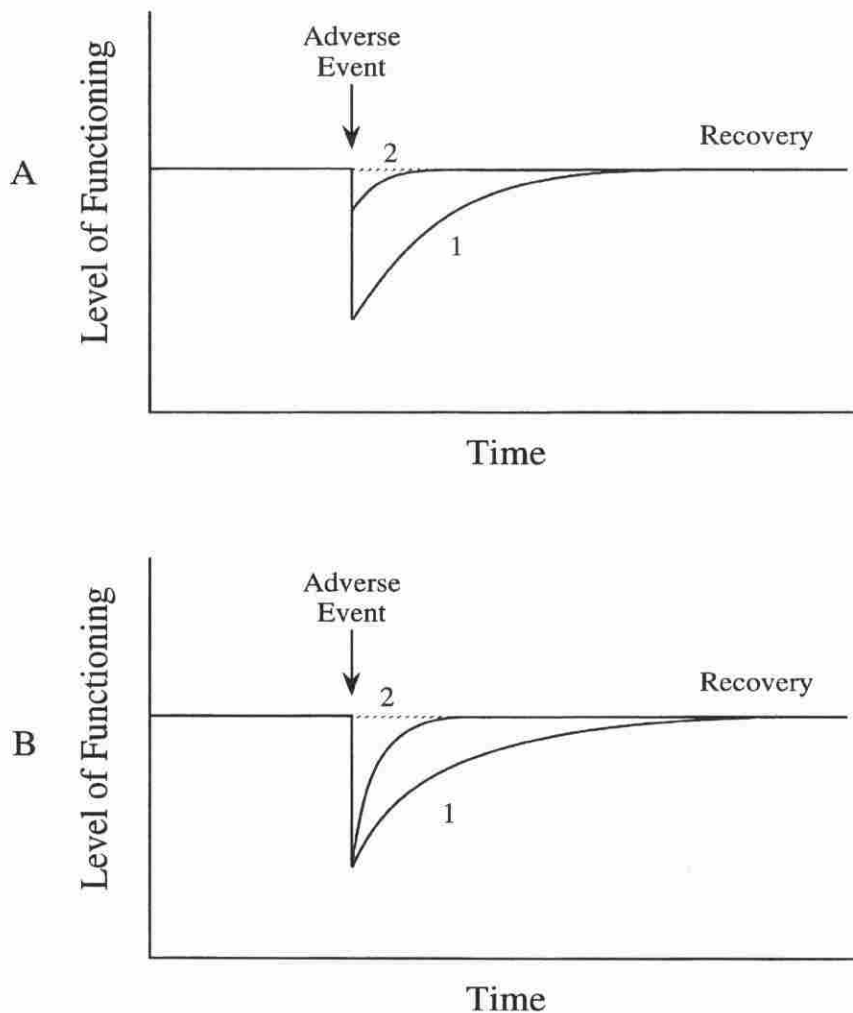 A
Level of Functioning
Adverse
Event
2
Recovery
1
Time
B
Level of Functioning
Adverse
Event
2
Recovery
1
Time